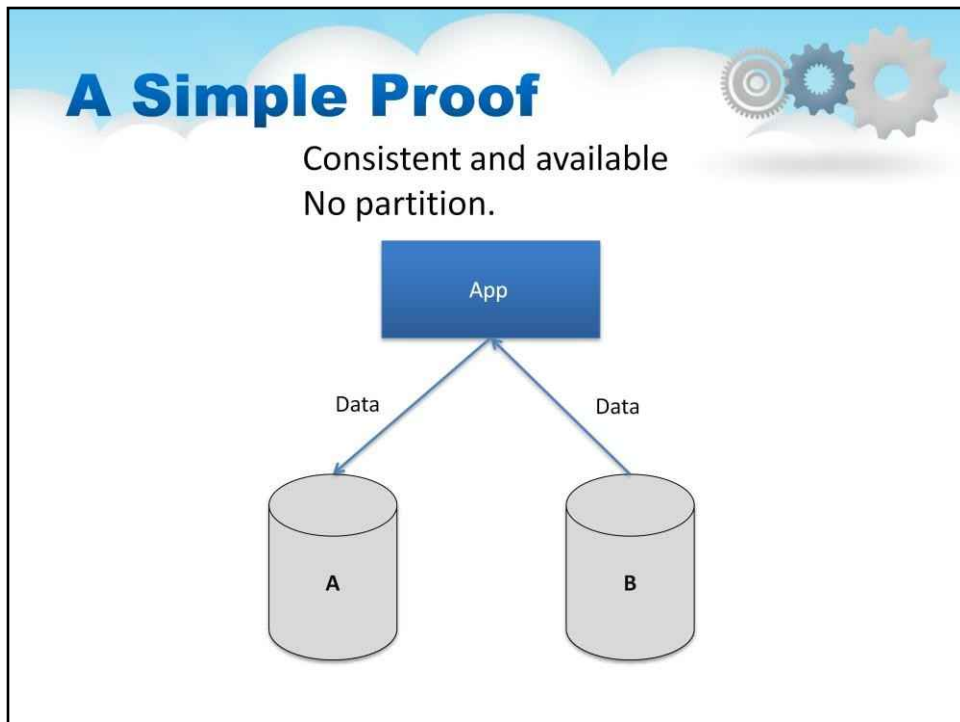 A Simple Proof
Consistent and available
No partition.
App
Data
Data
A
B